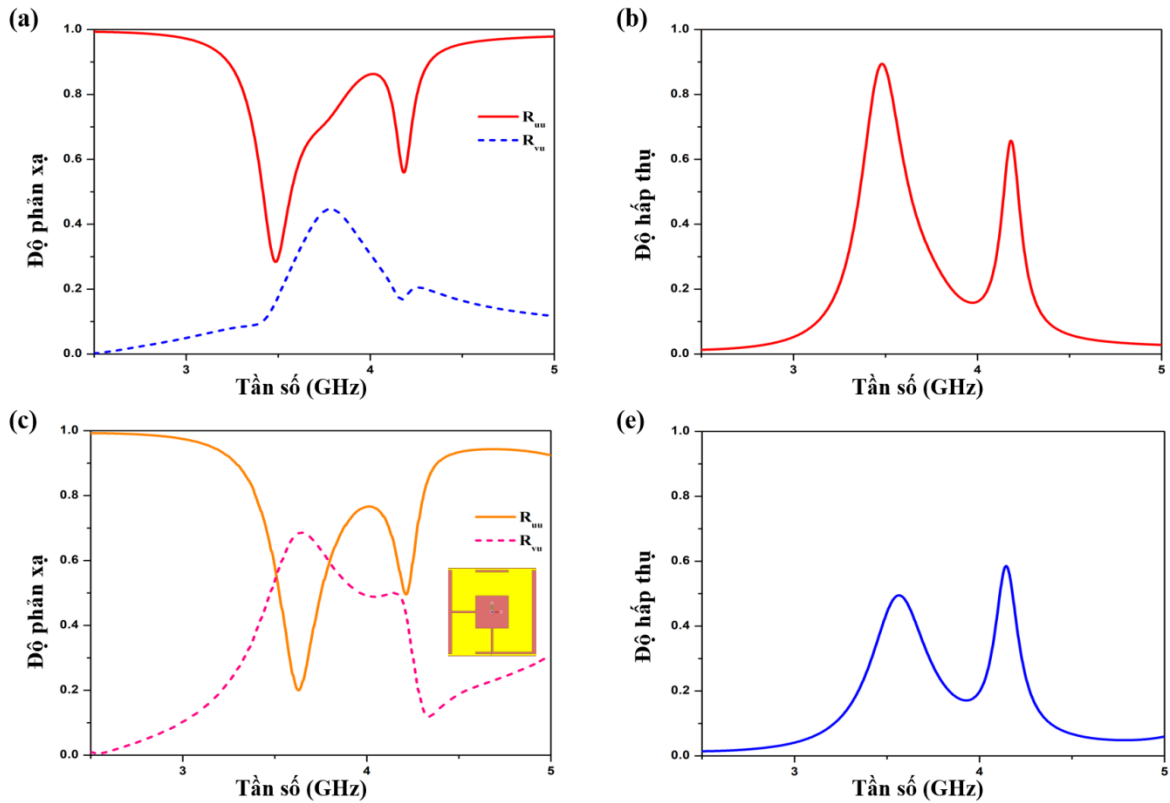 (a)
1.0
0.8
0.6
0.4
0.2
0.0
Độ phản xạ
R_uu
R_vu
3
4
5
Tần số (GHz)
(b)
1.0
0.8
0.6
0.4
0.2
0.0
Độ hấp thụ
3
4
5
Tần số (GHz)
(c)
1.0
0.8
0.6
0.4
0.2
0.0
Độ phản xạ
R_uu
R_vu
3
4
5
Tần số (GHz)
(e)
1.0
0.8
0.6
0.4
0.2
0.0
Độ hấp thụ
3
4
5
Tần số (GHz)